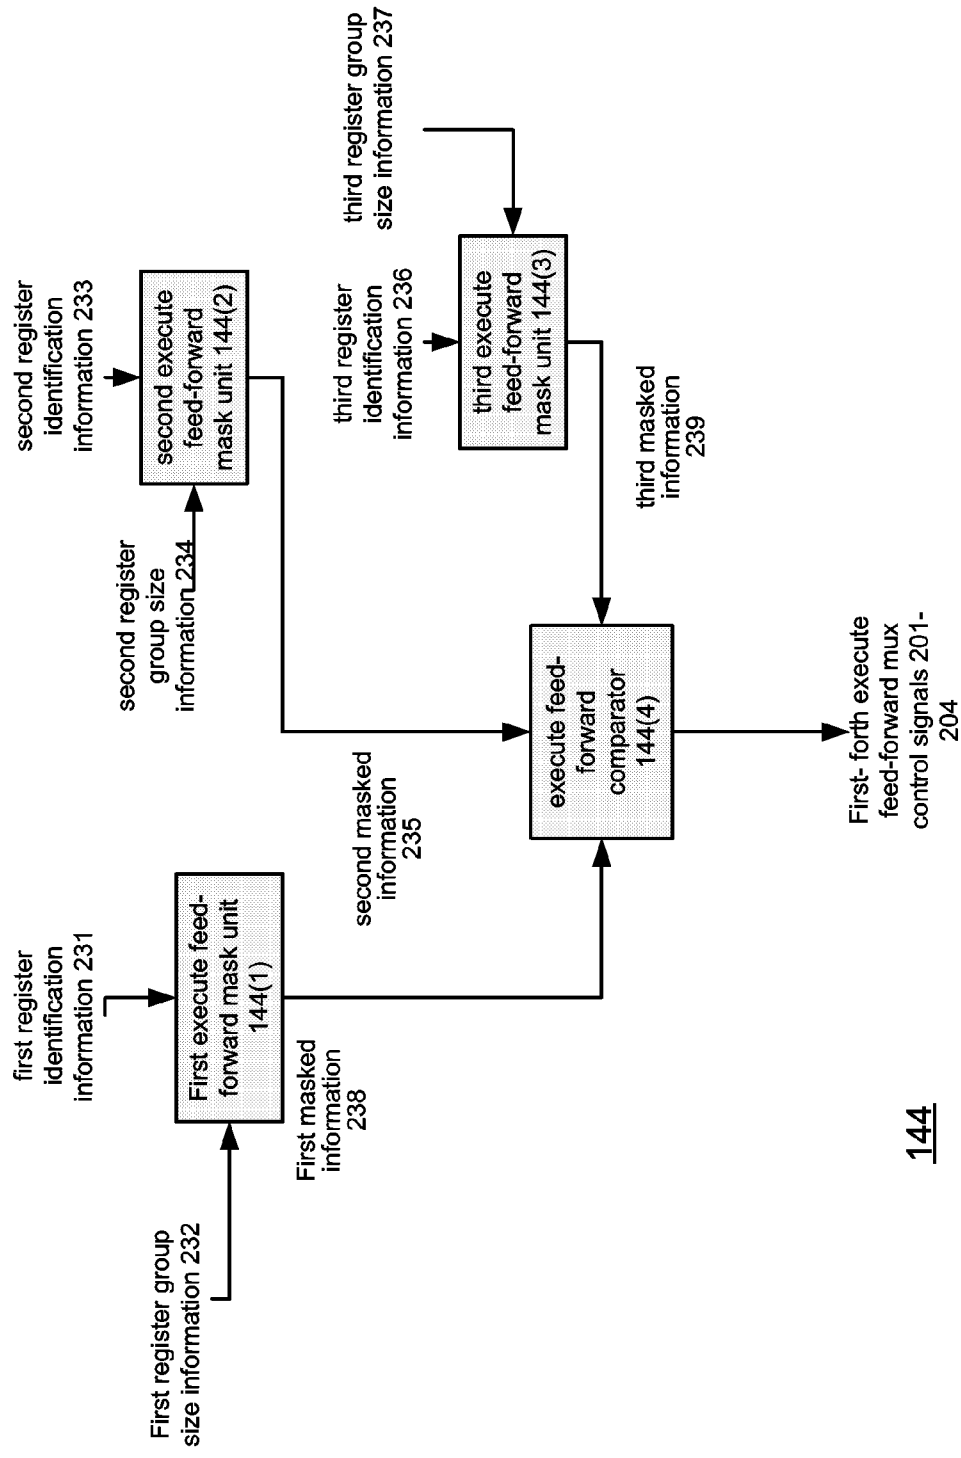 first register
identification
information 231
second register
identification
information 233
First register group
size information 232
First execute feed-
forward mask unit
144(1)
second register
group size
information 234
second execute
feed-forward
mask unit 144(2)
First masked
information
238
second masked
information
235
third register
identification
information 236
third register group
size information 237
third execute
feed-forward
mask unit 144(3)
execute feed-
forward
comparator
144(4)
third masked
information
239
First- forth execute
feed-forward mux
control signals 201-
204
144